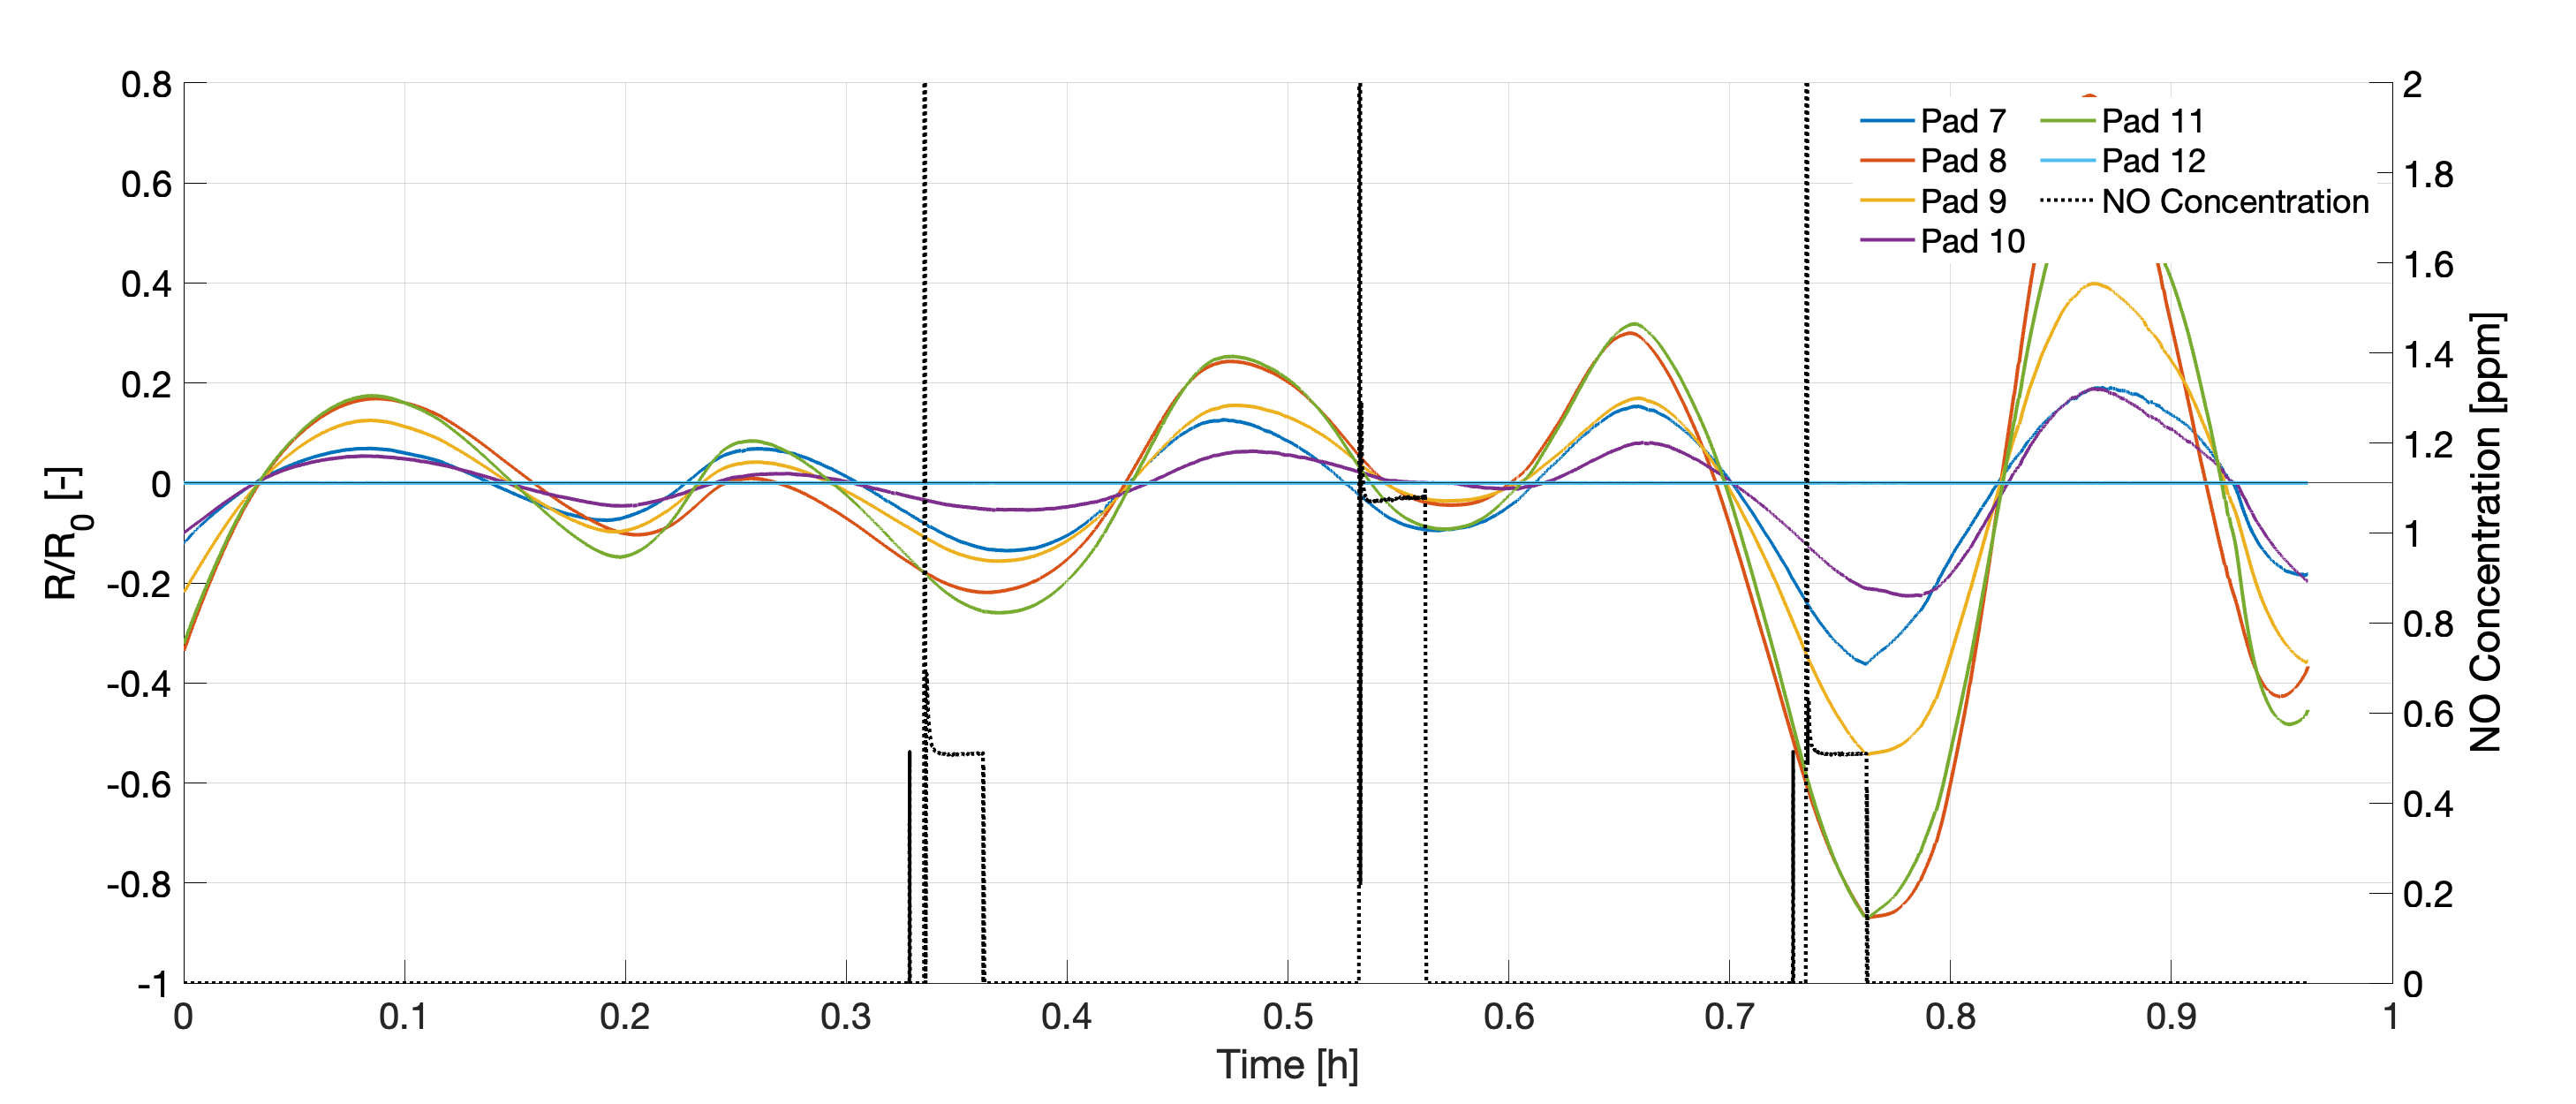 0.8
0.6
0.4
0.2
0
-0.2
-0.4
-0.6
-0.8
-1
R/R0 [-]
0 0.1 0.2 0.3 0.4 0.5 0.6 0.7 0.8 0.9 1
Time [h]
2
1.8
1.6
1.4
1.2
1
0.8
0.6
0.4
0.2
0
NO Concentration [ppm]
Pad 7
Pad 8
Pad 9
Pad 10
Pad 11
Pad 12
NO Concentration